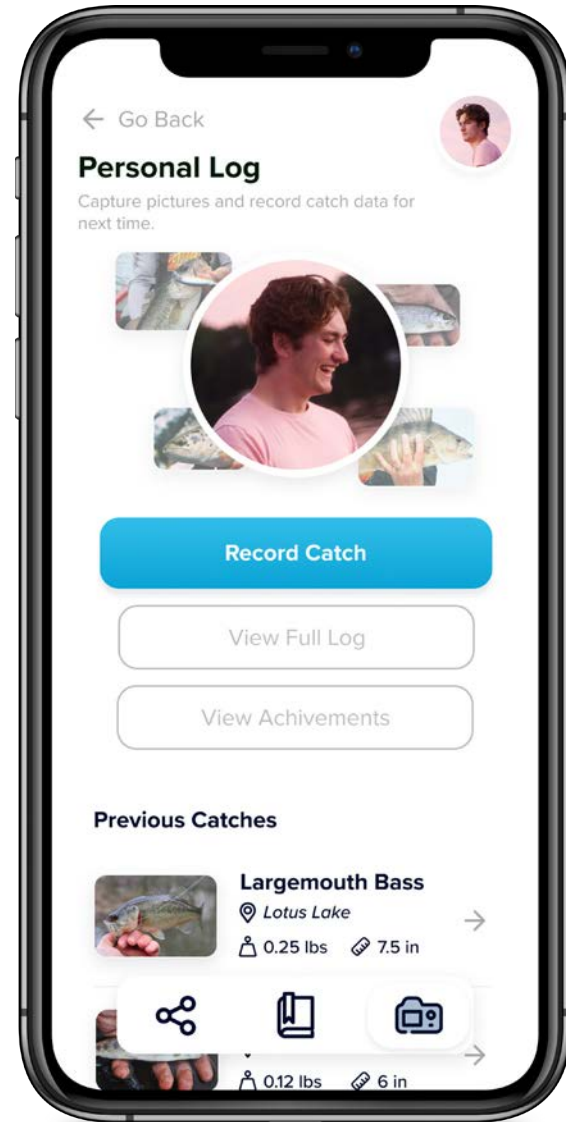 Go Back
Personal Log
Capture pictures and record catch data for
next time.
Record Catch
View Full Log
View Achivements
Previous Catches
Largemouth Bass
Lotus Lake
0.25 lbs 7.5 in
0.12 lbs 6 in